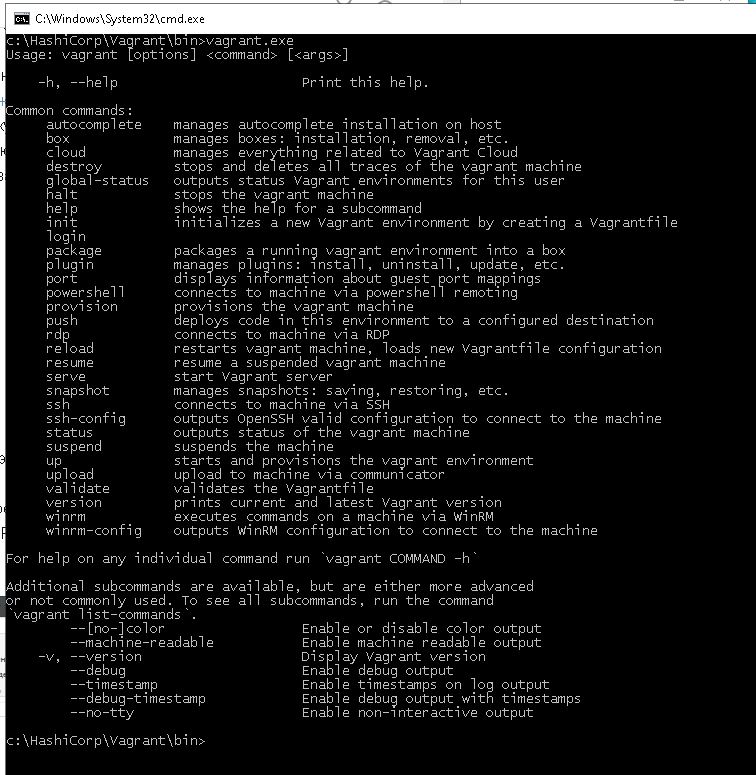 C:\Windows\System32\cmd.exe
c:\HashiCorp\Vagrant\bin>vagrant.exe
Usage: vagrant [options] <command> [<args>]
-h, --help Print this help.
Common commands:
autocomplete manages autocomplete installation on host
box manages boxes: installation, removal, etc.
cloud manages everything related to Vagrant Cloud
destroy stops and deletes all traces of the vagrant machine
global-status outputs status Vagrant environments for this user
halt stops the vagrant machine
help shows the help for a subcommand
init initializes a new Vagrant environment by creating a Vagrantfile
login
package packages a running vagrant environment into a box
plugin manages plugins: install, uninstall, update, etc.
port displays information about guest port mappings
powershell connects to machine via powershell remoting
provision provisions the vagrant machine
push deploys code in this environment to a configured destination
rdp connects to machine via RDP
reload restarts vagrant machine, loads new Vagrantfile configuration
resume resume a suspended vagrant machine
serve start Vagrant server
snapshot manages snapshots: saving, restoring, etc.
ssh connects to machine via SSH
ssh-config outputs OpenSSH valid configuration to connect to the machine
status outputs status of the vagrant machine
suspend suspends the machine
up starts and provisions the vagrant environment
upload upload to machine via communicator
validate validates the Vagrantfile
version prints current and latest Vagrant version
winrm executes commands on a machine via WinRM
winrm-config outputs WinRM configuration to connect to the machine
For help on any individual command run `vagrant COMMAND -h`
Additional subcommands are available, but are either more advanced
or not commonly used. To see all subcommands, run the command
`vagrant list-commands`.
--[no-]color Enable or disable color output
--machine-readable Enable machine readable output
-v, --version Display Vagrant version
--debug Enable debug output
--timestamp Enable timestamps on log output
--debug-timestamp Enable debug output with timestamps
--no-tty Enable non-interactive output
c:\HashiCorp\Vagrant\bin>